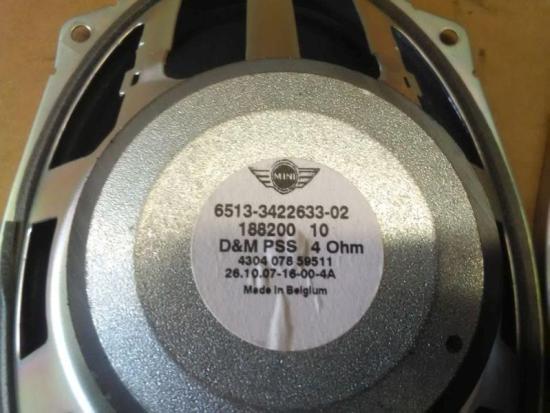 MINI
6513-3422633-02
188200 10
D&M PSS 4 Ohm
4304 078 59511
26.10.07-16-00-4A
Made in Belgium